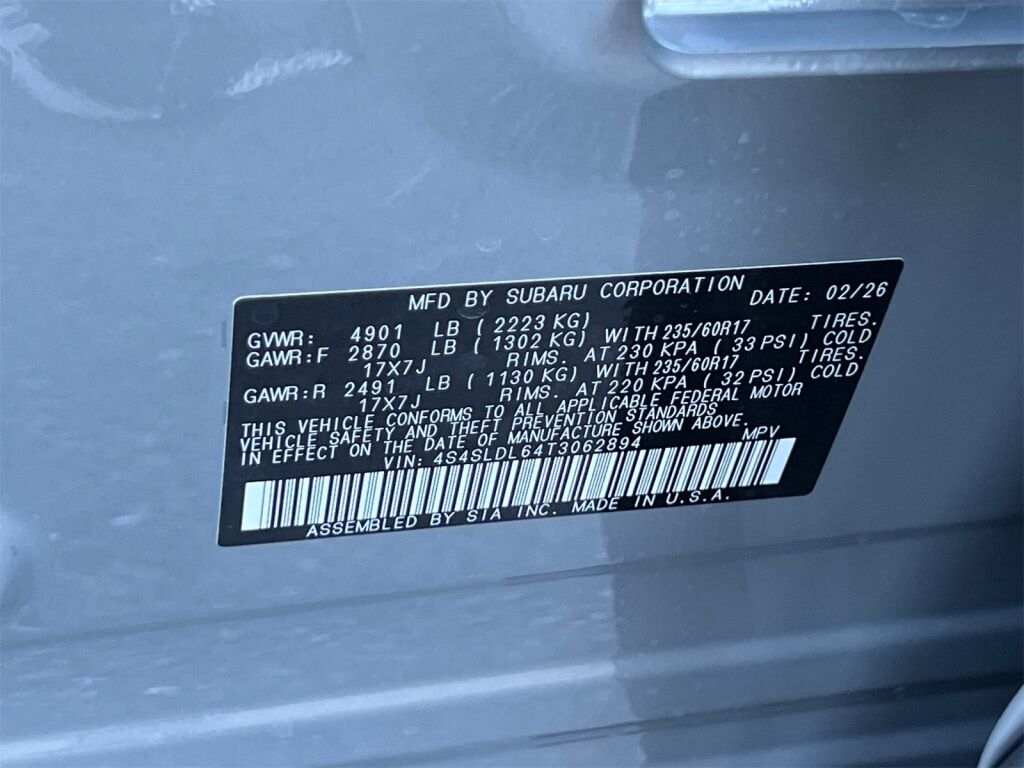 MFD BY SUBARU CORPORATION DATE: 02/26
GVWR: 4901 LB ( 2223 KG)
GAWR:F 2870 LB ( 1302 KG) WITH 235/60R17 TIRES.
17X7J RIMS. AT 230 KPA ( 33 PSI) COLD
GAWR:R 2491 LB ( 1130 KG) WITH 235/60R17 TIRES.
17X7J RIMS. AT 220 KPA ( 32 PSI) COLD
THIS VEHICLE CONFORMS TO ALL APPLICABLE FEDERAL MOTOR
VEHICLE SAFETY AND THEFT PREVENTION STANDARDS
IN EFFECT ON THE DATE OF MANUFACTURE SHOWN ABOVE.
VIN: 4S4SLDL64T3062894 MPV
ASSEMBLED BY SIA INC. MADE IN U.S.A.